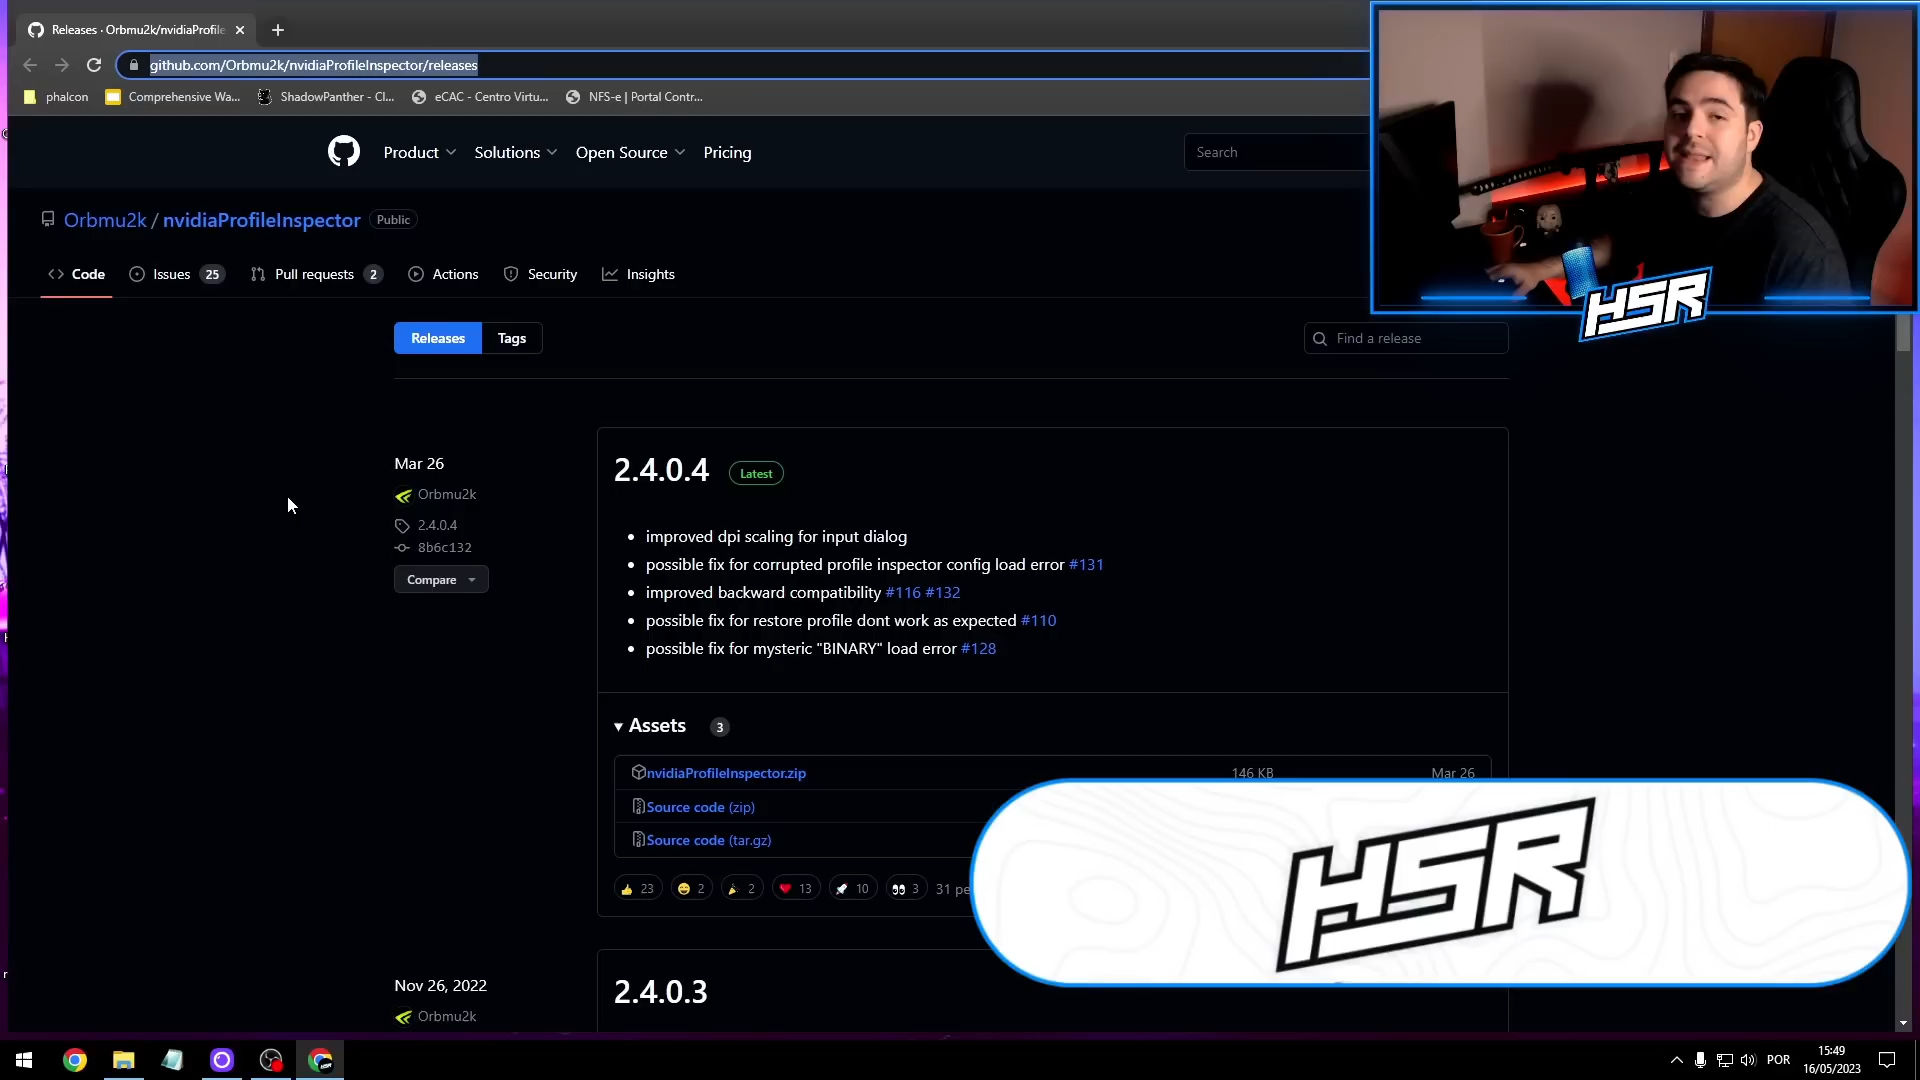 Releases · Orbmu2k/nvidiaProfile
github.com/Orbmu2k/nvidiaProfileInspector/releases
phalcon
Comprehensive Wa...
ShadowPanther - Cl...
eCAC - Centro Virtu...
NFS-e | Portal Contr...
Product
Solutions
Open Source
Pricing
Search
Orbmu2k / nvidiaProfileInspector Public
Code
Issues 25
Pull requests 2
Actions
Security
Insights
HSR
Releases
Tags
Find a release
Mar 26
Orbmu2k
2.4.0.4
8b6c132
Compare
2.4.0.4 Latest
• improved dpi scaling for input dialog
• possible fix for corrupted profile inspector config load error #131
• improved backward compatibility #116 #132
• possible fix for restore profile dont work as expected #110
• possible fix for mysteric "BINARY" load error #128
Assets 3
nvidiaProfileInspector.zip 146 KB Mar 26
Source code (zip)
Source code (tar.gz)
23 2 2 13 10 3 31 pe
HSR
Nov 26, 2022
Orbmu2k
2.4.0.3
POR
15:49
16/05/2023